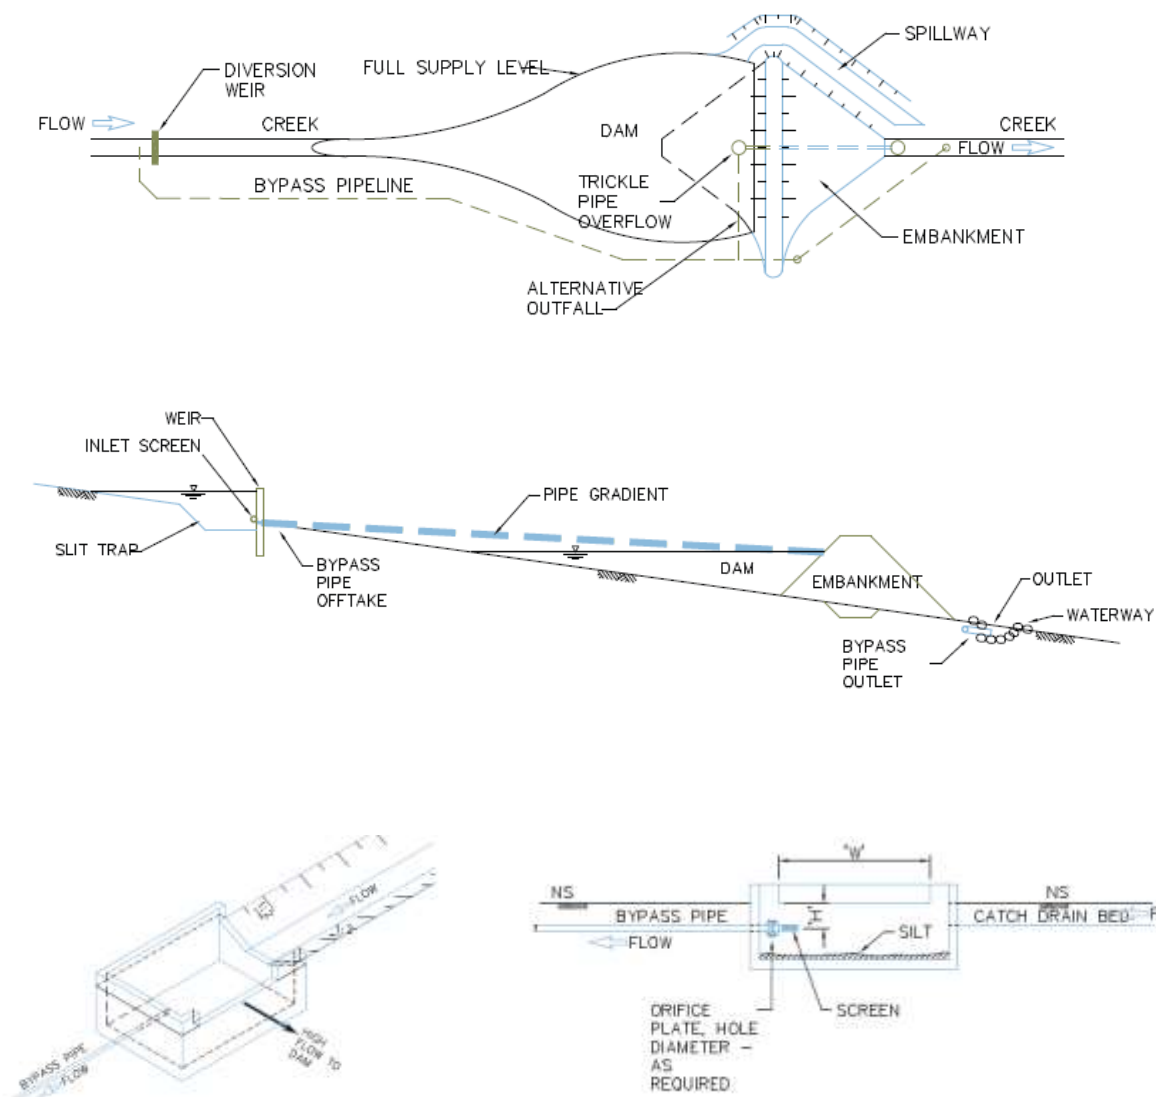 SPILLWAY
FULL SUPPLY LEVEL
DIVERSION
WEIR
FLOW
CREEK
DAM
CREEK
FLOW
BYPASS PIPELINE
TRICKLE
PIPE
OVERFLOW
EMBANKMENT
ALTERNATIVE
OUTFALL
WEIR
INLET SCREEN
PIPE GRADIENT
SLIT TRAP
BYPASS
PIPE
OFFTAKE
DAM
EMBANKMENT
OUTLET
WATERWAY
BYPASS
PIPE
OUTLET
FLOW
1:2
HIGH
FLOW TO
DAM
BYPASS PIPE
FLOW
'W'
NS
NS
BYPASS PIPE
'H'
CATCH DRAIN BED
F
FLOW
SILT
ORIFICE
PLATE, HOLE
DIAMETER –
AS
REQUIRED
SCREEN